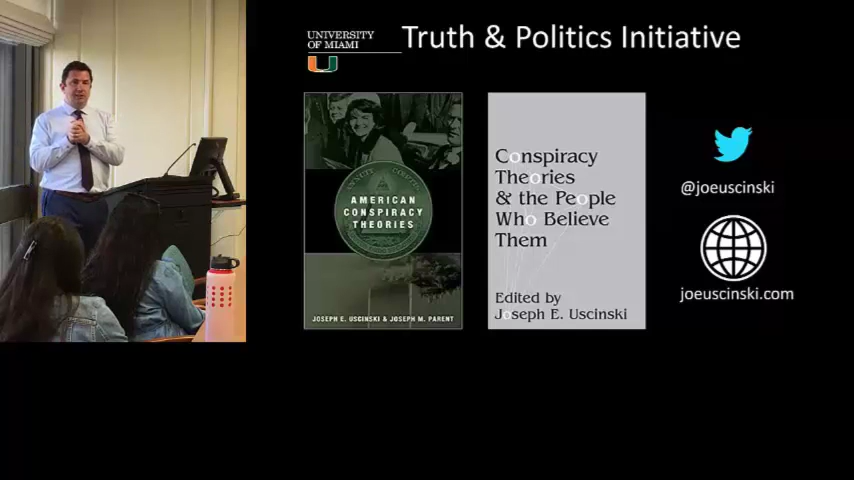 UNIVERSITY
OF MIAMI
Truth & Politics Initiative
AMERICAN
CONSPIRACY
THEORIES
JOSEPH E. USCINSKI & JOSEPH M. PARENT
Conspiracy
Theories
& the People
Who Believe
Them
Edited by
Joseph E. Uscinski
@joeuscinski
joeuscinski.com